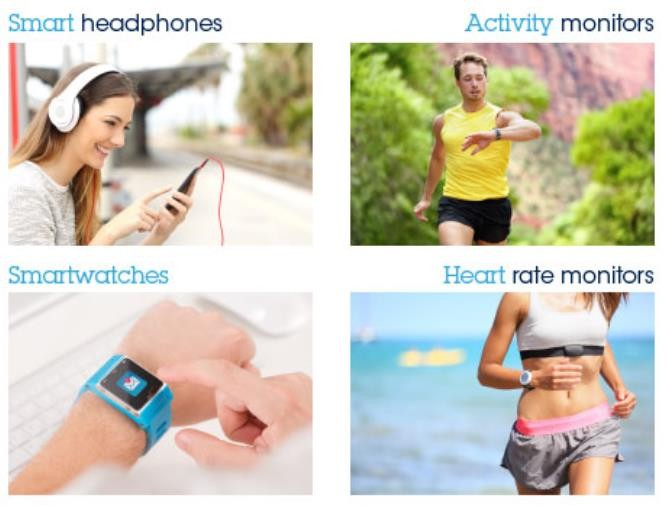 Smart headphones
Activity monitors
Smartwatches
Heart rate monitors